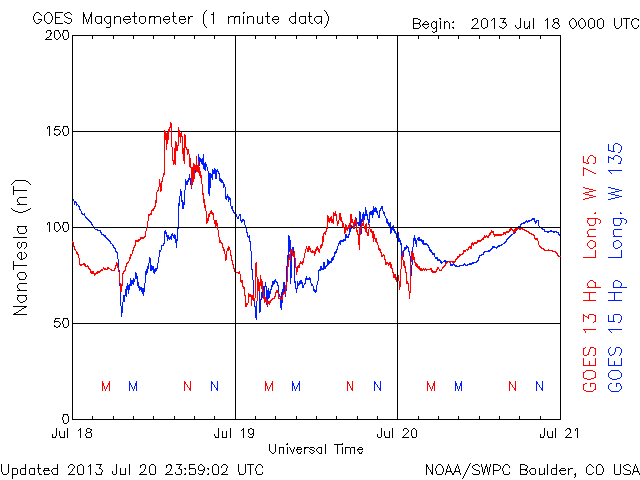 GOES Magnetometer (1 minute data)
Begin: 2013 Jul 18 0000 UTC
200
150
100
50
0
NanoTesla (nT)
M M N N M M N N M M N N
Jul 18 Jul 19 Jul 20 Jul 21
Universal Time
GOES 13 Hp Long. W 75
GOES 15 Hp Long. W 135
Updated 2013 Jul 20 23:59:02 UTC
NOAA/SWPC Boulder, CO USA